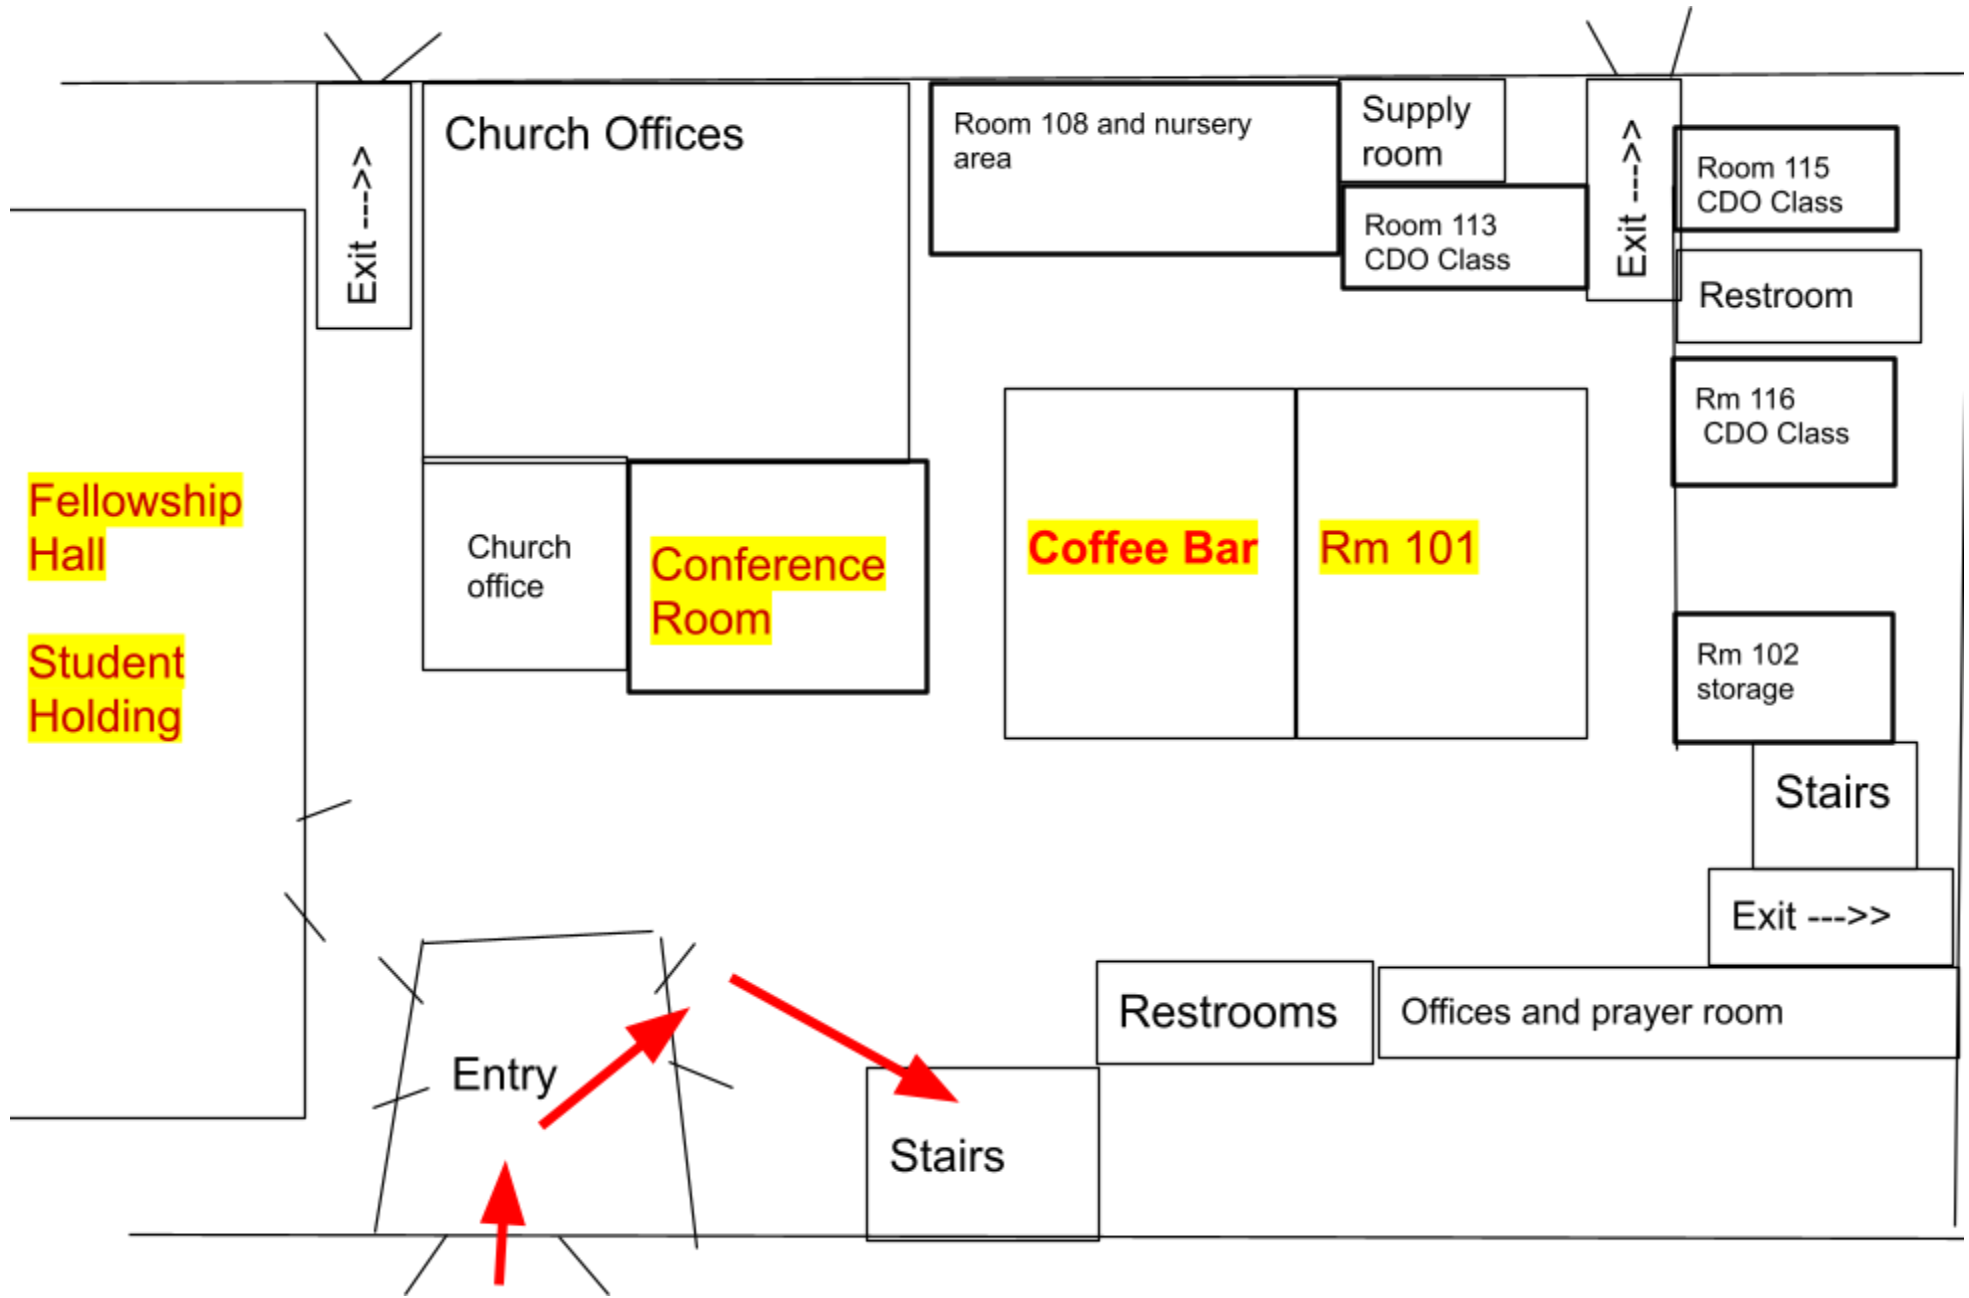 Church Offices
Room 108 and nursery
area
Supply
room
Exit ---->>
Exit ---->>
Room 115
CDO Class
Room 113
CDO Class
Restroom
Rm 116
CDO Class
Fellowship
Hall
Student
Holding
Church
office
Conference
Room
Coffee Bar
Rm 101
Rm 102
storage
Stairs
Exit --->>
Restrooms
Offices and prayer room
Entry
Stairs